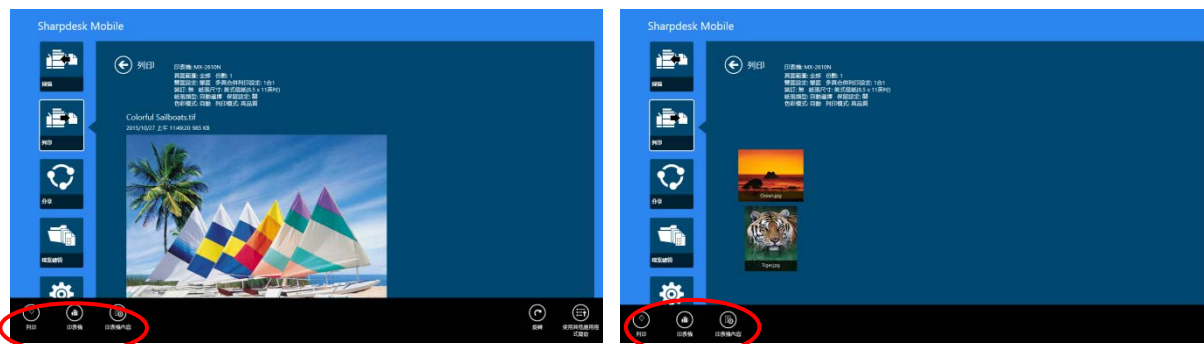 Sharpdesk Mobile
掃描
列印
分享
檔案總管
列印
印表機: MX-2610N
頁面範圍: 全部 份數: 1
雙面設定: 單面 多頁合併列印設定: 1合1
裝訂: 無 紙張尺寸: 美式信紙(8.5 x 11英吋)
紙張類型: 自動選擇 保留設定: 關
色彩模式: 自動 列印模式: 高品質
Colorful Sailboats.tif
2015/10/27 上午 11:49:20 985 KB
列印
印表機
印表機內容
旋轉
使用其他應用程
式開啟
Sharpdesk Mobile
掃描
列印
分享
檔案總管
列印
印表機: MX-2610N
頁面範圍: 全部 份數: 1
雙面設定: 單面 多頁合併列印設定: 1合1
裝訂: 無 紙張尺寸: 美式信紙(8.5 x 11英吋)
紙張類型: 自動選擇 保留設定: 關
色彩模式: 自動 列印模式: 高品質
Ocean.jpg
Tiger.jpg
列印
印表機
印表機內容